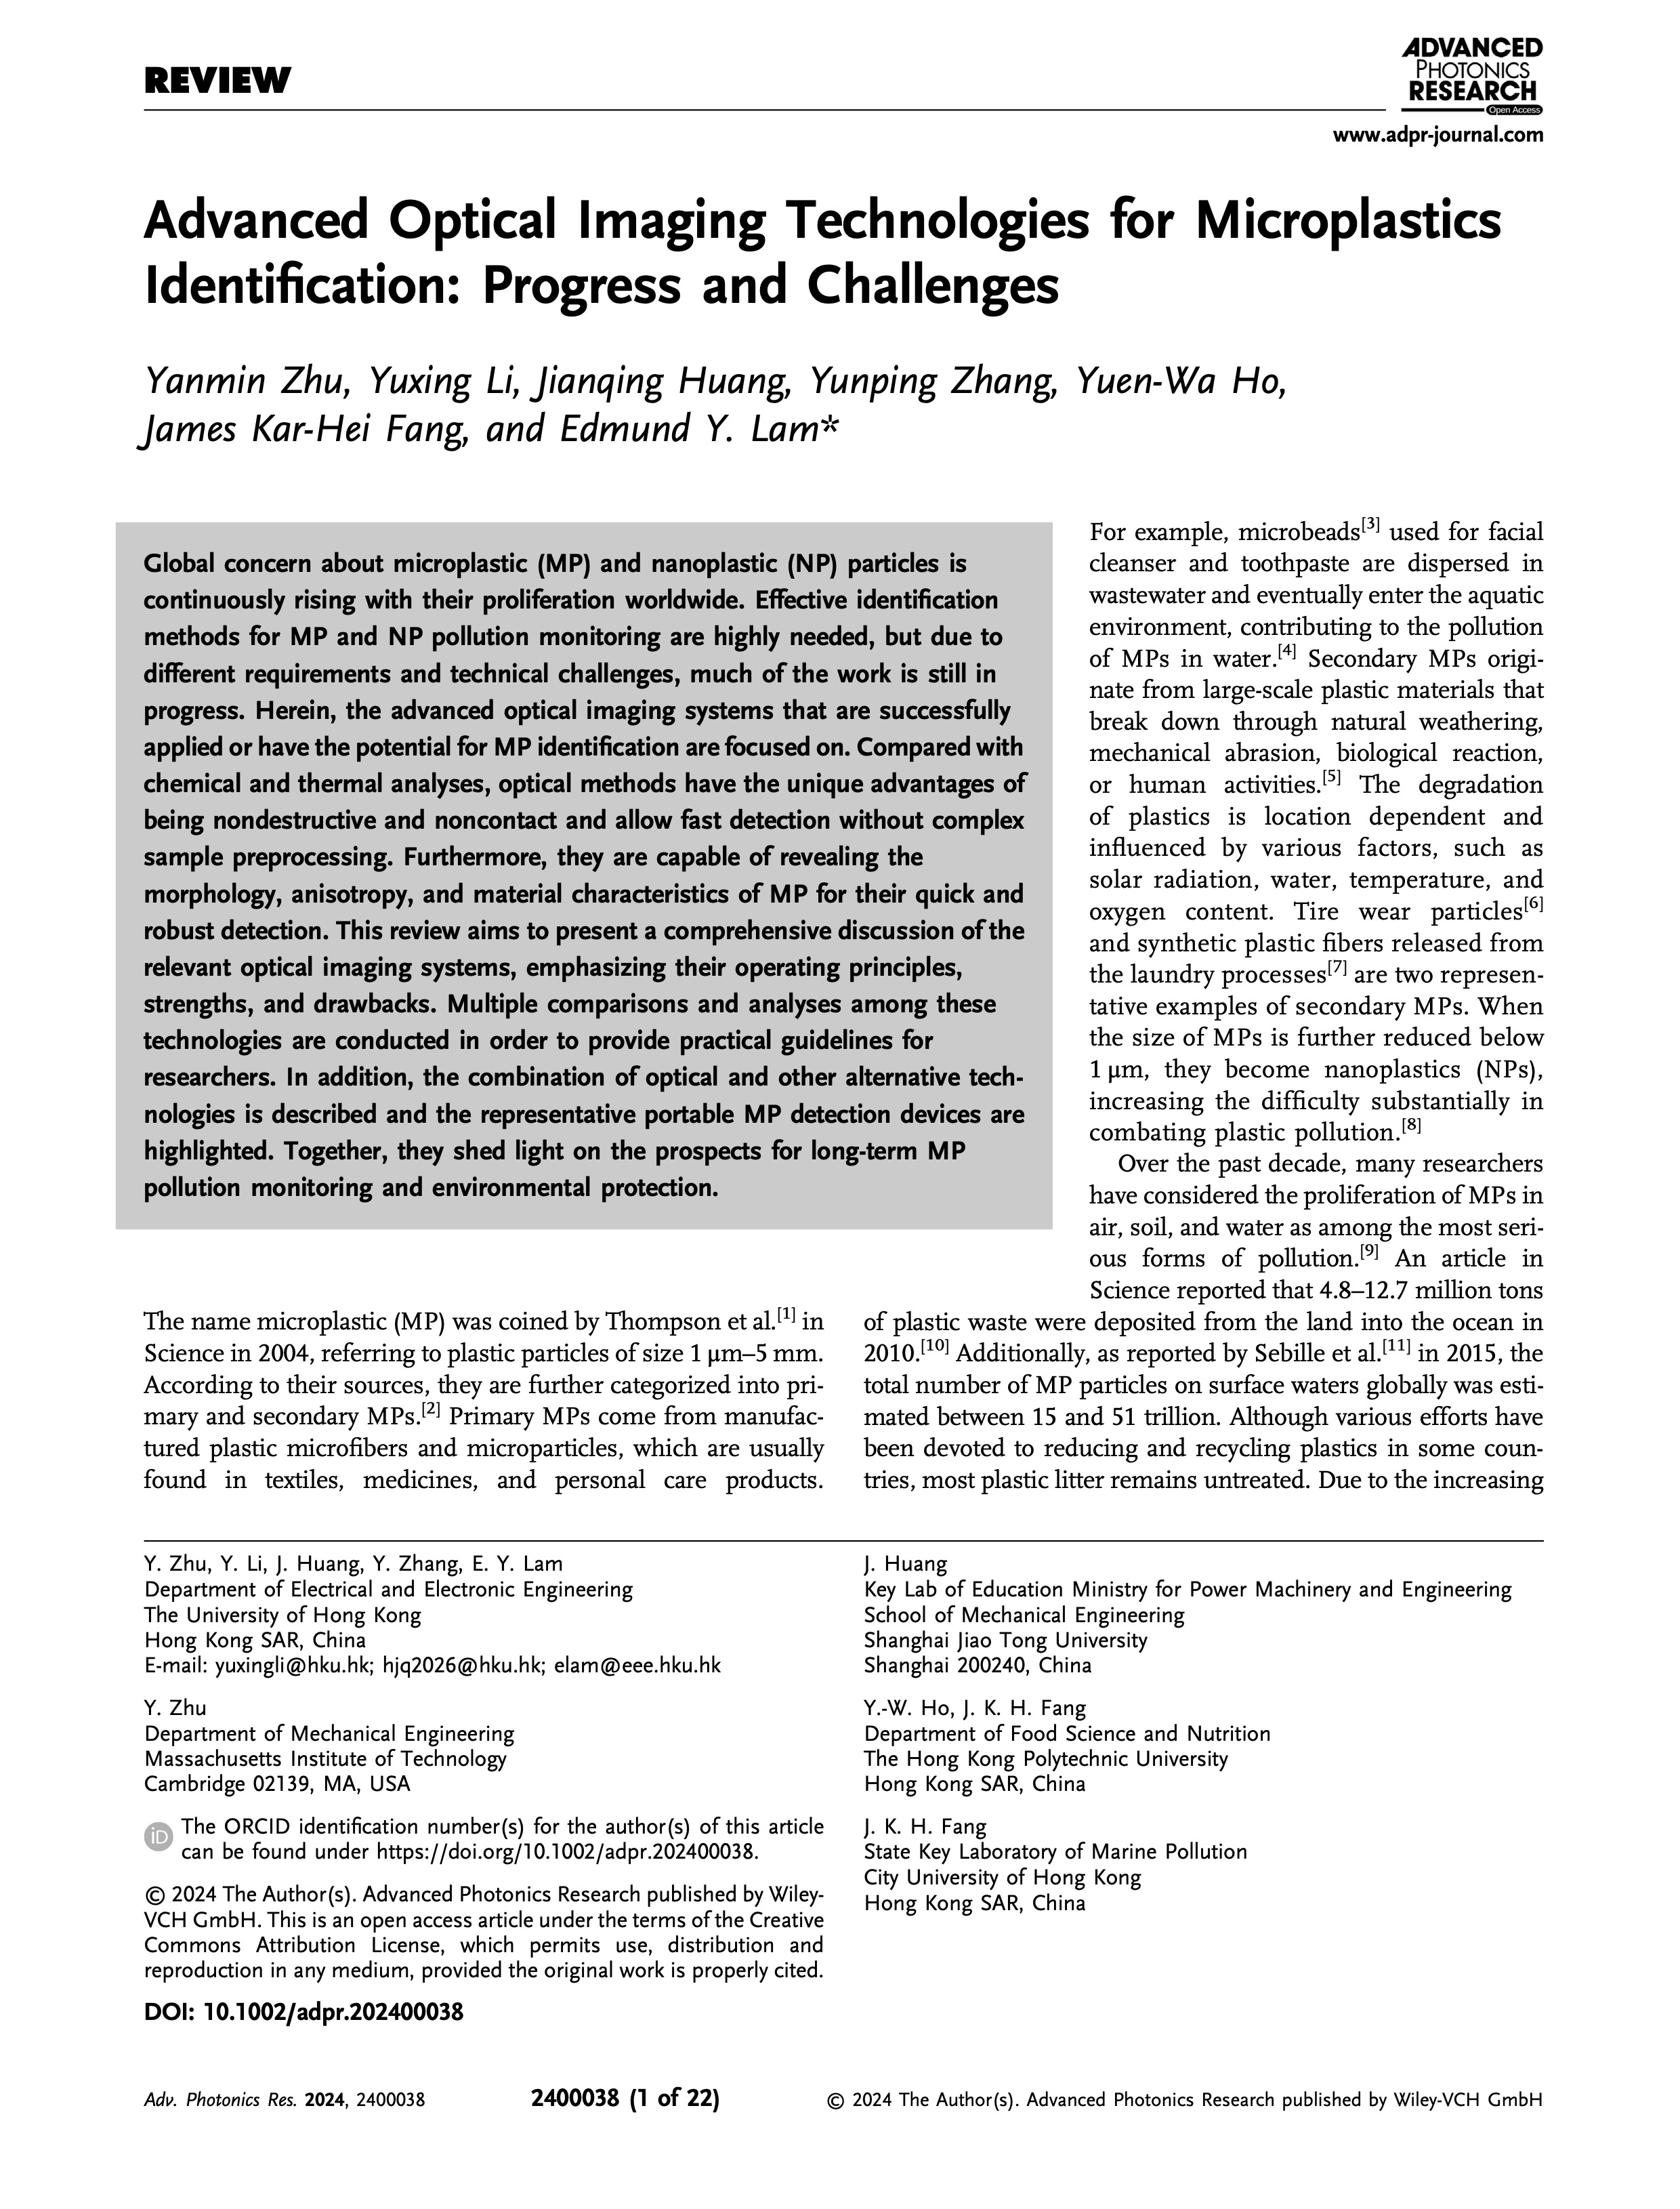 REVIEW
ADVANCED
PHOTONICS
RESEARCH
Open Access
www.adpr-journal.com
Advanced Optical Imaging Technologies for Microplastics
Identification: Progress and Challenges
Yanmin Zhu, Yuxing Li, Jianqing Huang, Yunping Zhang, Yuen-Wa Ho,
James Kar-Hei Fang, and Edmund Y. Lam*
Global concern about microplastic (MP) and nanoplastic (NP) particles is
continuously rising with their proliferation worldwide. Effective identification
methods for MP and NP pollution monitoring are highly needed, but due to
different requirements and technical challenges, much of the work is still in
progress. Herein, the advanced optical imaging systems that are successfully
applied or have the potential for MP identification are focused on. Compared with
chemical and thermal analyses, optical methods have the unique advantages of
being nondestructive and noncontact and allow fast detection without complex
sample preprocessing. Furthermore, they are capable of revealing the
morphology, anisotropy, and material characteristics of MP for their quick and
robust detection. This review aims to present a comprehensive discussion of the
relevant optical imaging systems, emphasizing their operating principles,
strengths, and drawbacks. Multiple comparisons and analyses among these
technologies are conducted in order to provide practical guidelines for
researchers. In addition, the combination of optical and other alternative tech-
nologies is described and the representative portable MP detection devices are
highlighted. Together, they shed light on the prospects for long-term MP
pollution monitoring and environmental protection.
The name microplastic (MP) was coined by Thompson et al.[1] in
Science in 2004, referring to plastic particles of size 1 μm–5 mm.
According to their sources, they are further categorized into pri-
mary and secondary MPs.[2] Primary MPs come from manufac-
tured plastic microfibers and microparticles, which are usually
found in textiles, medicines, and personal care products.
For example, microbeads[3] used for facial
cleanser and toothpaste are dispersed in
wastewater and eventually enter the aquatic
environment, contributing to the pollution
of MPs in water.[4] Secondary MPs origi-
nate from large-scale plastic materials that
break down through natural weathering,
mechanical abrasion, biological reaction,
or human activities.[5] The degradation
of plastics is location dependent and
influenced by various factors, such as
solar radiation, water, temperature, and
oxygen content. Tire wear particles[6]
and synthetic plastic fibers released from
the laundry processes[7] are two represen-
tative examples of secondary MPs. When
the size of MPs is further reduced below
1 μm, they become nanoplastics (NPs),
increasing the difficulty substantially in
combating plastic pollution.[8]
Over the past decade, many researchers
have considered the proliferation of MPs in
air, soil, and water as among the most seri-
ous forms of pollution.[9] An article in
Science reported that 4.8–12.7 million tons
of plastic waste were deposited from the land into the ocean in
2010.[10] Additionally, as reported by Sebille et al.[11] in 2015, the
total number of MP particles on surface waters globally was esti-
mated between 15 and 51 trillion. Although various efforts have
been devoted to reducing and recycling plastics in some coun-
tries, most plastic litter remains untreated. Due to the increasing
Y. Zhu, Y. Li, J. Huang, Y. Zhang, E. Y. Lam
Department of Electrical and Electronic Engineering
The University of Hong Kong
Hong Kong SAR, China
E-mail: yuxingli@hku.hk; hjq2026@hku.hk; elam@eee.hku.hk
Y. Zhu
Department of Mechanical Engineering
Massachusetts Institute of Technology
Cambridge 02139, MA, USA
iD
The ORCID identification number(s) for the author(s) of this article
can be found under https://doi.org/10.1002/adpr.202400038.
© 2024 The Author(s). Advanced Photonics Research published by Wiley-
VCH GmbH. This is an open access article under the terms of the Creative
Commons Attribution License, which permits use, distribution and
reproduction in any medium, provided the original work is properly cited.
DOI: 10.1002/adpr.202400038
J. Huang
Key Lab of Education Ministry for Power Machinery and Engineering
School of Mechanical Engineering
Shanghai Jiao Tong University
Shanghai 200240, China
Y.-W. Ho, J. K. H. Fang
Department of Food Science and Nutrition
The Hong Kong Polytechnic University
Hong Kong SAR, China
J. K. H. Fang
State Key Laboratory of Marine Pollution
City University of Hong Kong
Hong Kong SAR, China
Adv. Photonics Res. 2024, 2400038
2400038 (1 of 22)
© 2024 The Author(s). Advanced Photonics Research published by Wiley-VCH GmbH